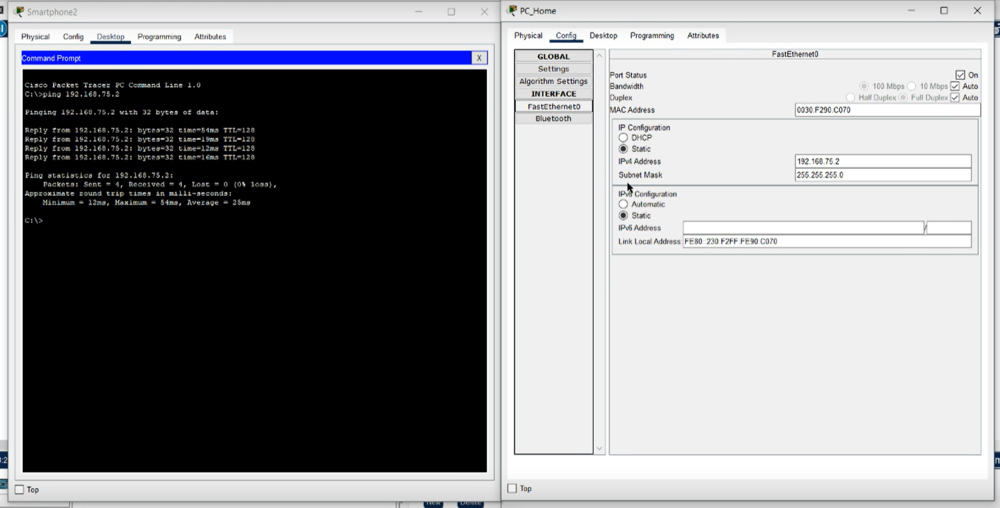 Smartphone2
Physical Config Desktop Programming Attributes
Command Prompt X
Cisco Packet Tracer PC Command Line 1.0
C:\>ping 192.168.75.2
Pinging 192.168.75.2 with 32 bytes of data:
Reply from 192.168.75.2: bytes=32 time=54ms TTL=128
Reply from 192.168.75.2: bytes=32 time=19ms TTL=128
Reply from 192.168.75.2: bytes=32 time=12ms TTL=128
Reply from 192.168.75.2: bytes=32 time=16ms TTL=128
Ping statistics for 192.168.75.2:
Packets: Sent = 4, Received = 4, Lost = 0 (0% loss),
Approximate round trip times in milli-seconds:
Minimum = 12ms, Maximum = 54ms, Average = 25ms
C:\>
Top
New Delete
PC_Home
Physical Config Desktop Programming Attributes
GLOBAL
Settings
Algorithm Settings
INTERFACE
FastEthernet0
Bluetooth
FastEthernet0
Port Status On
Bandwidth 100 Mbps 10 Mbps Auto
Duplex Half Duplex Full Duplex Auto
MAC Address 0030.F290.C070
IP Configuration
DHCP
Static
IPv4 Address 192.168.75.2
Subnet Mask 255.255.255.0
IPv6 Configuration
Automatic
Static
IPv6 Address /
Link Local Address: FE80::230:F2FF:FE90:C070
Top